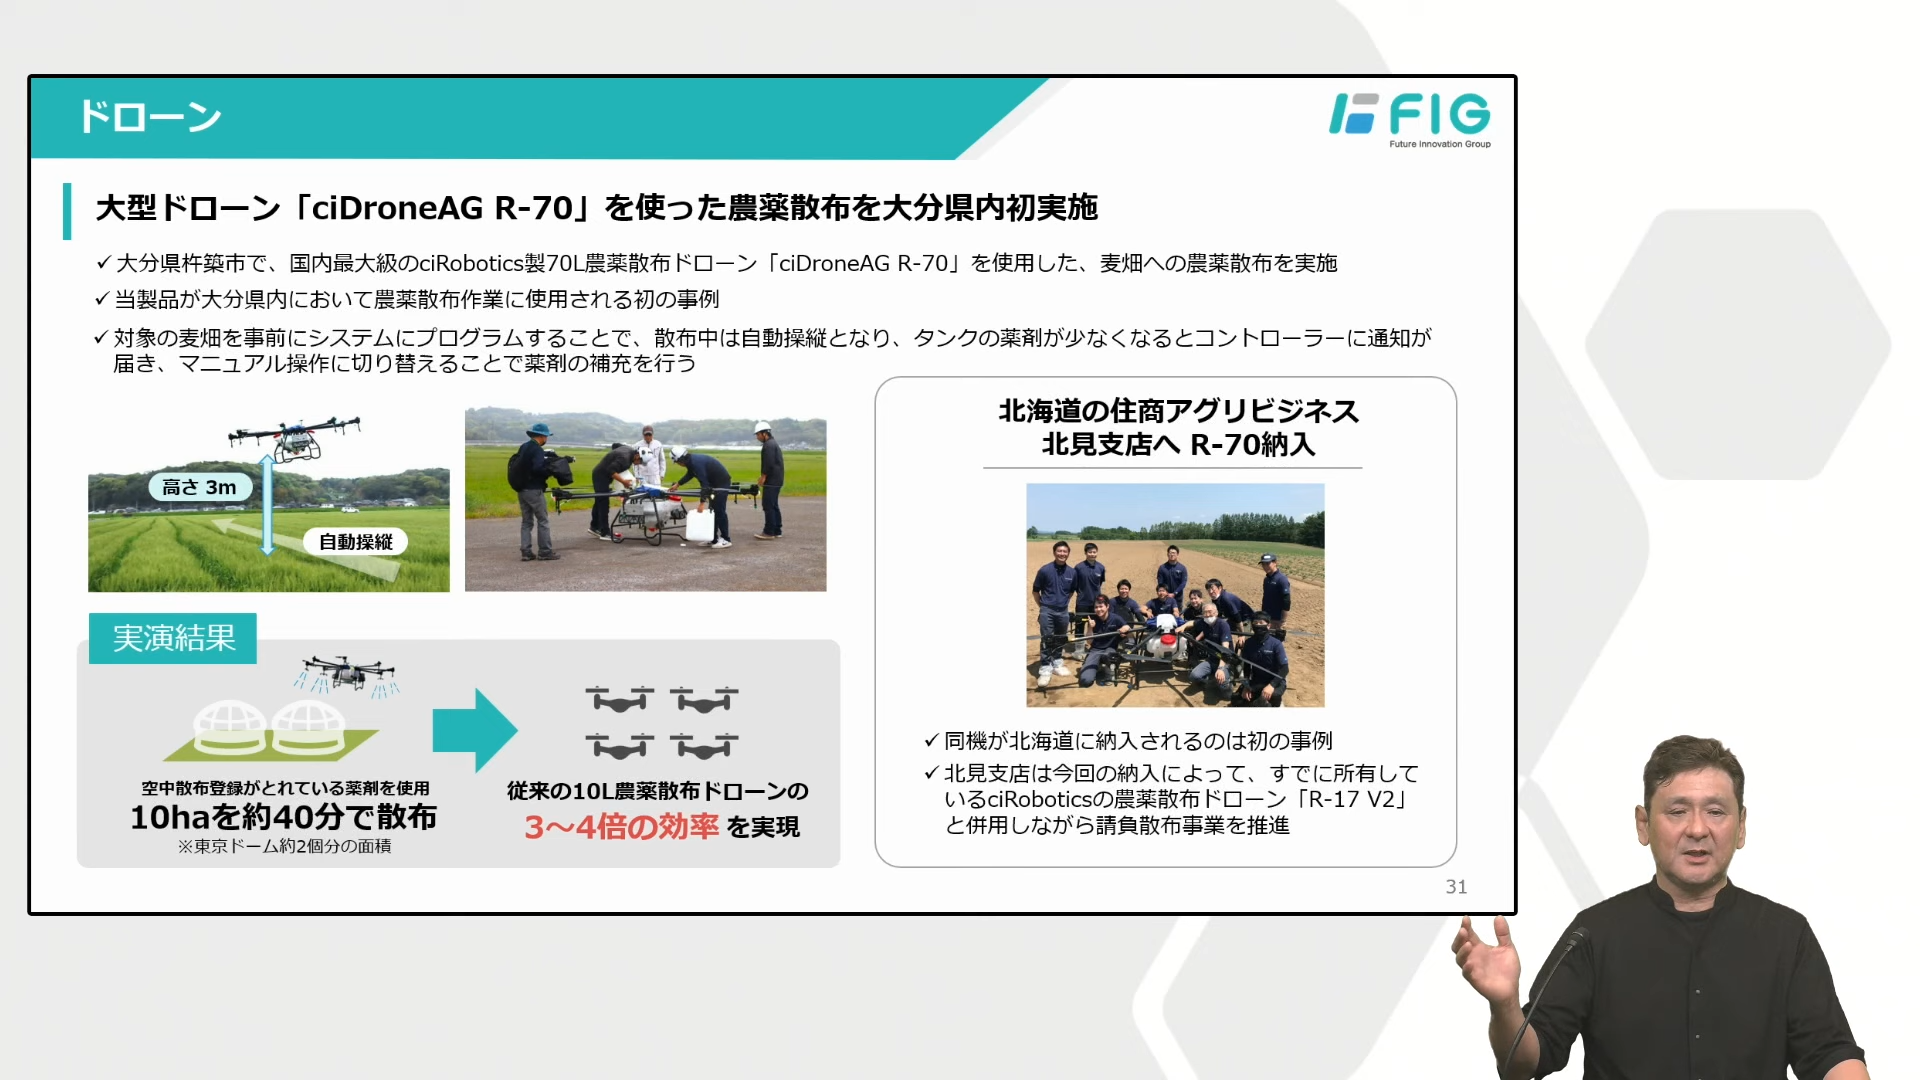 ドローン
FIG
Future Innovation Group
大型ドローン「ciDroneAG R-70」を使った農薬散布を大分県内初実施
✓大分県杵築市で、国内最大級のciRobotics製70L農薬散布ドローン「ciDroneAG R-70」を使用した、麦畑への農薬散布を実施
✓当製品が大分県内において農薬散布作業に使用される初の事例
✓対象の麦畑を事前にシステムにプログラムすることで、散布中は自動操縦となり、タンクの薬剤が少なくなるとコントローラーに通知が
届き、マニュアル操作に切り替えることで薬剤の補充を行う
高さ 3m
自動操縦
実演結果
空中散布登録がとれている薬剤を使用
10haを約40分で散布
※東京ドーム約2個分の面積
従来の10L農薬散布ドローンの
3～4倍の効率 を実現
北海道の住商アグリビジネス
北見支店へ R-70納入
✓同機が北海道に納入されるのは初の事例
✓北見支店は今回の納入によって、すでに所有して
いるciRoboticsの農薬散布ドローン「R-17 V2」
と併用しながら請負散布事業を推進
31